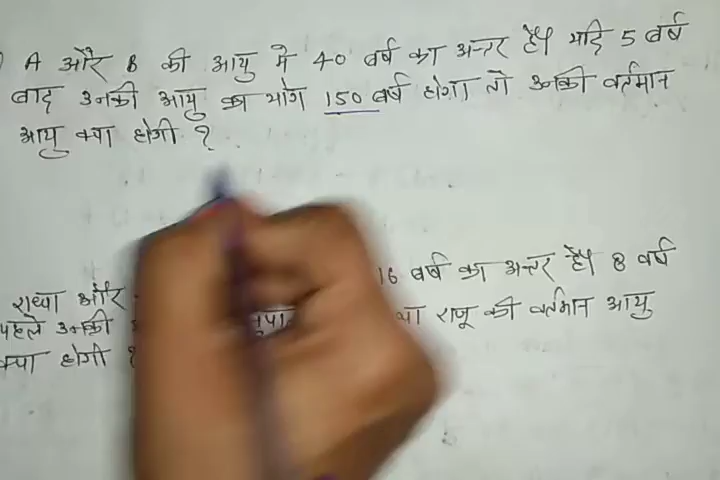 A और B की आयु मे 40 वर्ष का अन्तर है। यदि 5 वर्ष
बाद उनकी आयु का योग 150 वर्ष होगा तो उनकी वर्तमान
आयु क्या होगी ?
राधा और 16 वर्ष का अन्तर है। 8 वर्ष
पहले उनकी राजू की वर्तमान आयु
क्या होगी ?